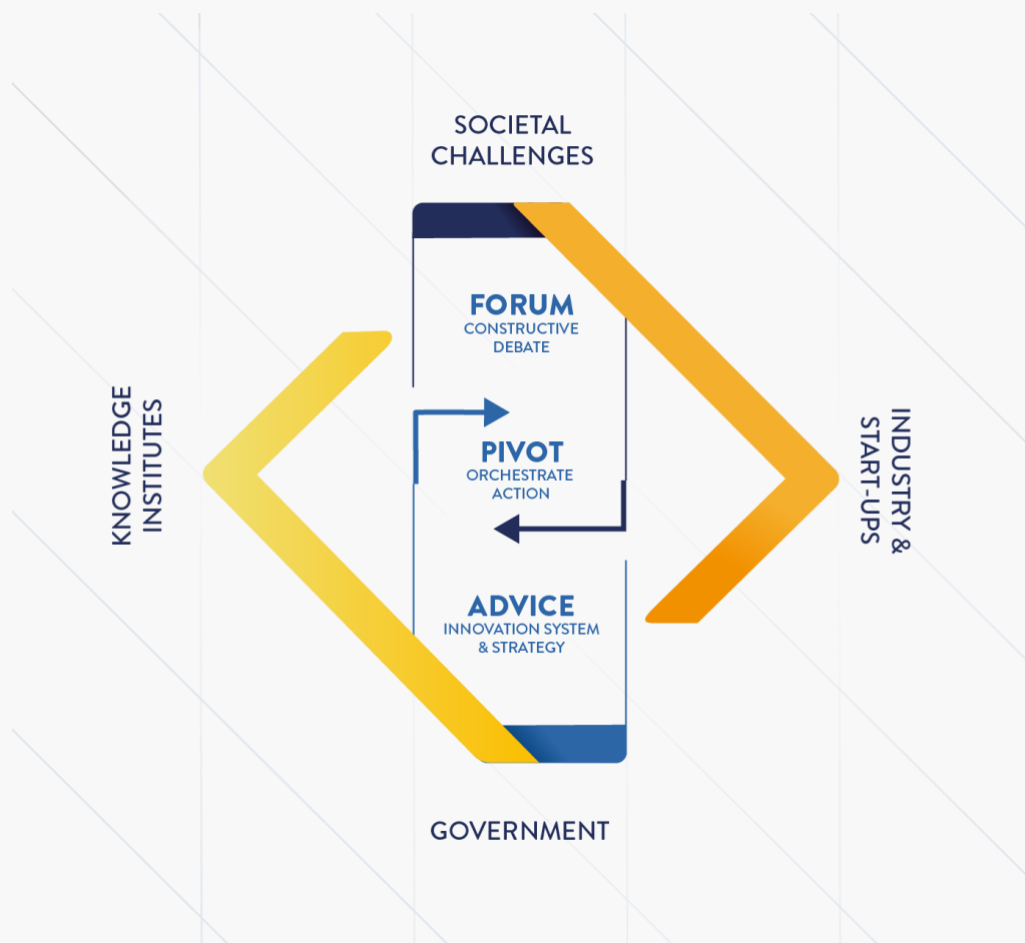 SOCIETAL
CHALLENGES
FORUM
CONSTRUCTIVE
DEBATE
KNOWLEDGE
INSTITUTES
PIVOT
ORCHESTRATE
ACTION
INDUSTRY &
START-UPS
ADVICE
INNOVATION SYSTEM
& STRATEGY
GOVERNMENT